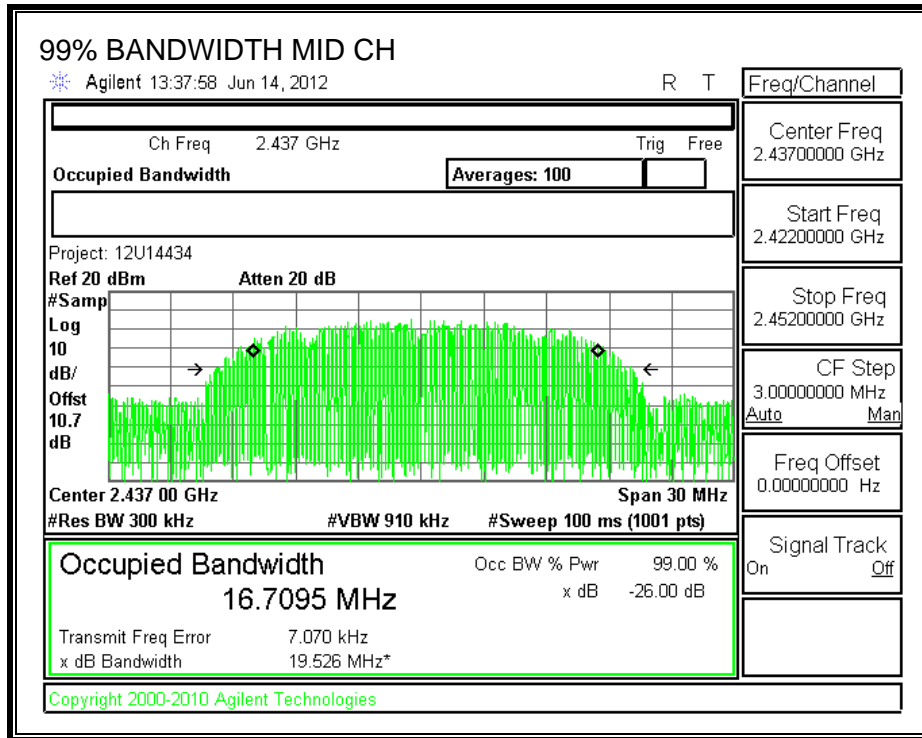 99% BANDWIDTH MID CH
Agilent 13:37:58 Jun 14, 2012 R T
Freq/Channel
Ch Freq 2.437 GHz Trig Free
Occupied Bandwidth Averages: 100
Project: 12U14434
Ref 20 dBm Atten 20 dB
#Samp
Log
10
dB/
Offst
10.7
dB
Center 2.437 00 GHz Span 30 MHz
#Res BW 300 kHz #VBW 910 kHz #Sweep 100 ms (1001 pts)
Occupied Bandwidth Occ BW % Pwr 99.00 %
16.7095 MHz x dB -26.00 dB
Transmit Freq Error 7.070 kHz
x dB Bandwidth 19.526 MHz*
Copyright 2000-2010 Agilent Technologies
Center Freq
2.43700000 GHz
Start Freq
2.42200000 GHz
Stop Freq
2.45200000 GHz
CF Step
3.00000000 MHz
Auto Man
Freq Offset
0.00000000 Hz
Signal Track
On Off